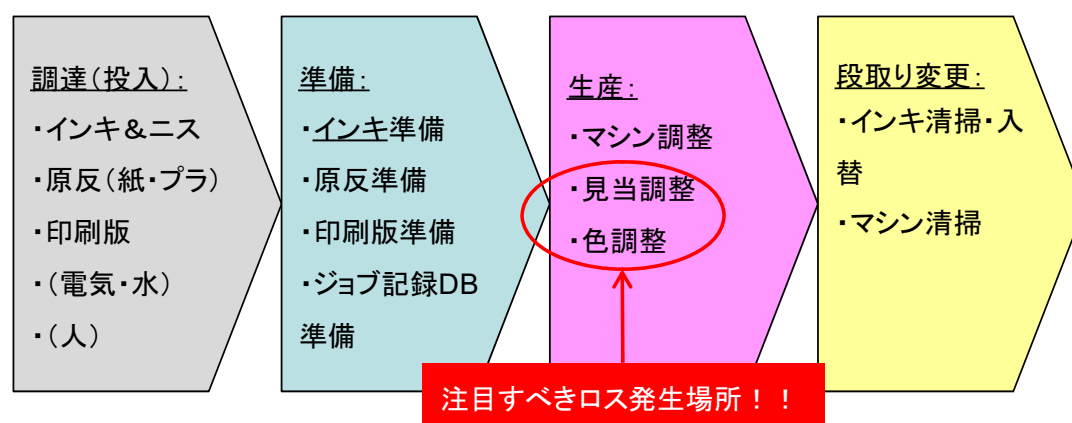 調達(投入):
・インキ&ニス
・原反(紙・プラ)
・印刷版
・(電気・水)
・(人)
準備:
・インキ準備
・原反準備
・印刷版準備
・ジョブ記録DB
準備
生産:
・マシン調整
・見当調整
・色調整
段取り変更:
・インキ清掃・入
替
・マシン清掃
注目すべきロス発生場所!!